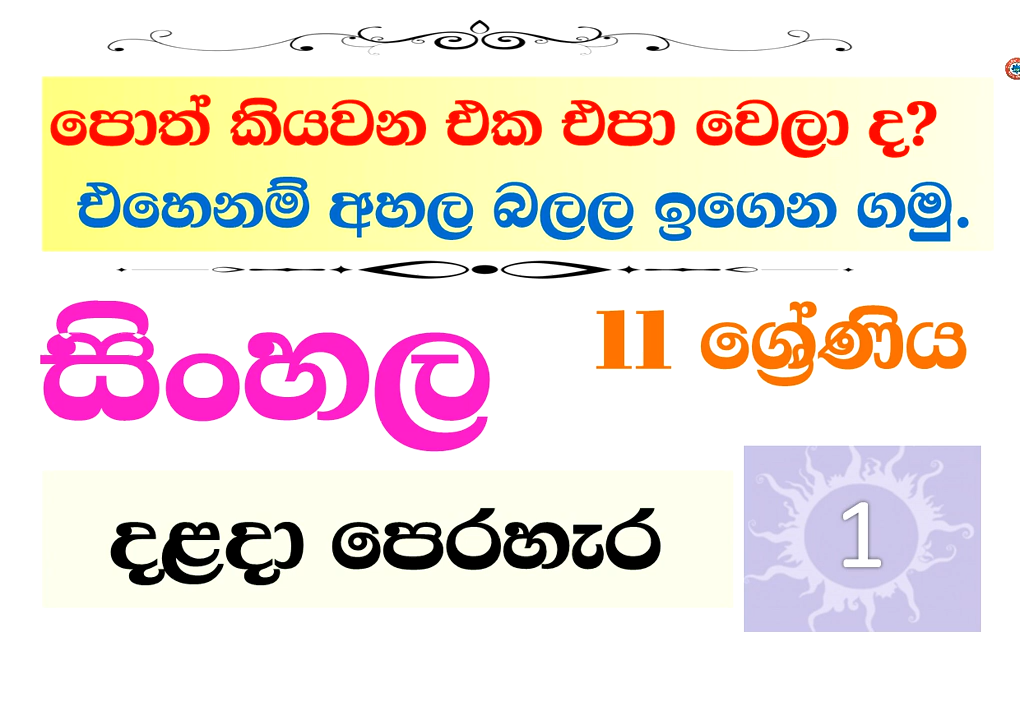 පොත් කියවන එක එපා වෙලා ද?
එහෙනම් අහල බලල ඉගෙන ගමු.
සිංහල
11 ශ්‍රේණිය
දළදා පෙරහැර
1